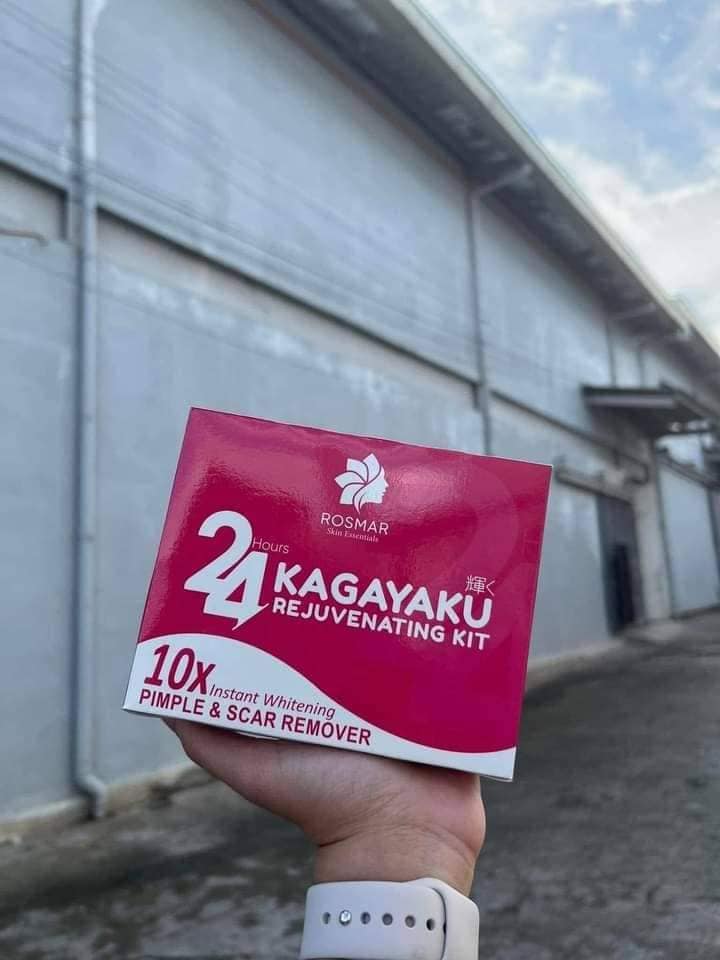 ROSMAR
Skin Essentials
24 Hours
KAGAYAKU 輝く
REJUVENATING KIT
10x Instant Whitening
PIMPLE & SCAR REMOVER